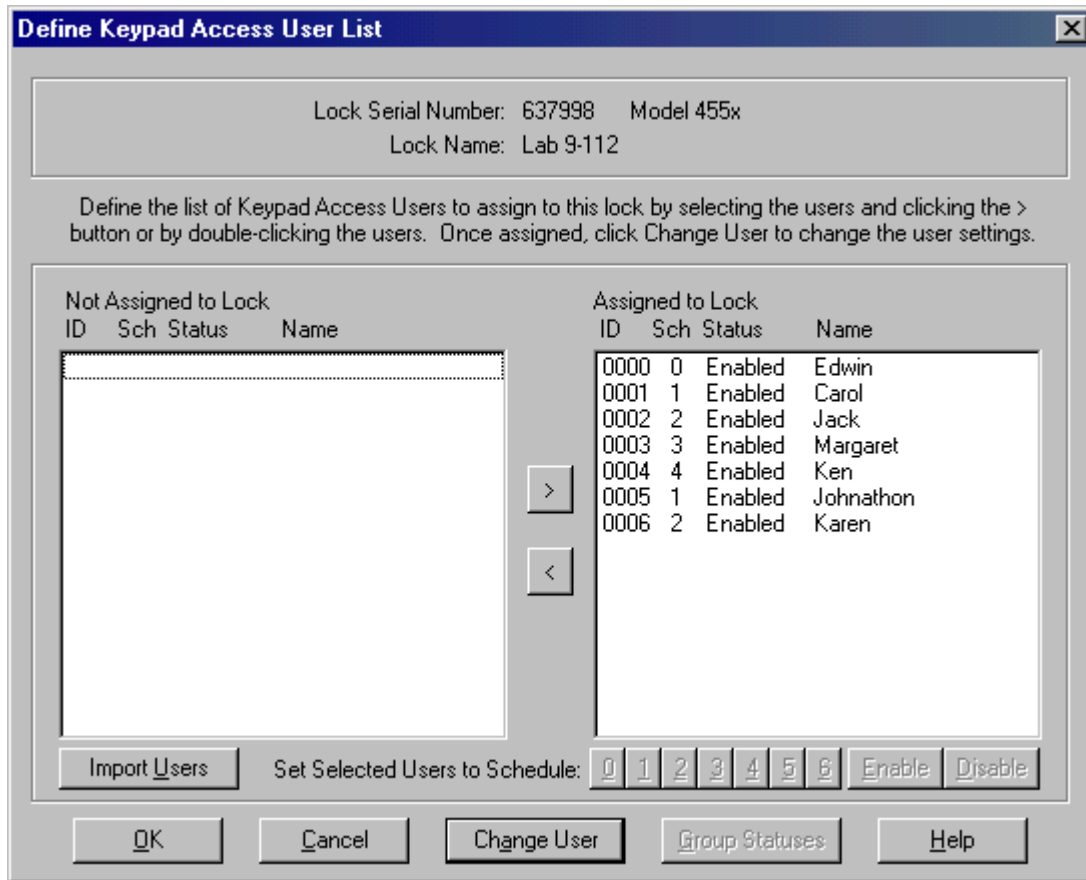 Define Keypad Access User List
Lock Serial Number: 637998 Model 455x
Lock Name: Lab 9-112
Define the list of Keypad Access Users to assign to this lock by selecting the users and clicking the >
button or by double-clicking the users. Once assigned, click Change User to change the user settings.
Not Assigned to Lock
ID Sch Status Name
Assigned to Lock
ID Sch Status Name
0000 0 Enabled Edwin
0001 1 Enabled Carol
0002 2 Enabled Jack
0003 3 Enabled Margaret
0004 4 Enabled Ken
0005 1 Enabled Johnathon
0006 2 Enabled Karen
>
<
Import Users Set Selected Users to Schedule: 0 1 2 3 4 5 6 Enable Disable
OK Cancel Change User Group Statuses Help